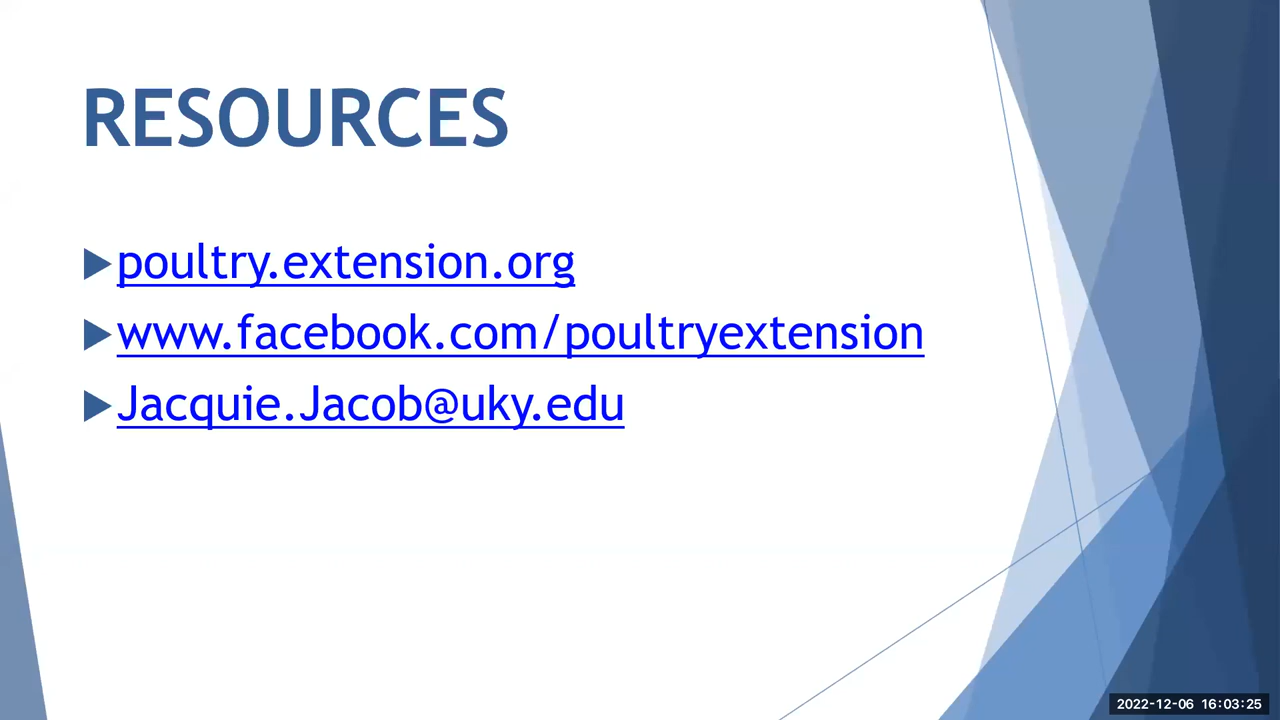 RESOURCES
poultry.extension.org
www.facebook.com/poultryextension
Jacquie.Jacob@uky.edu
2022-12-06 16:03:25